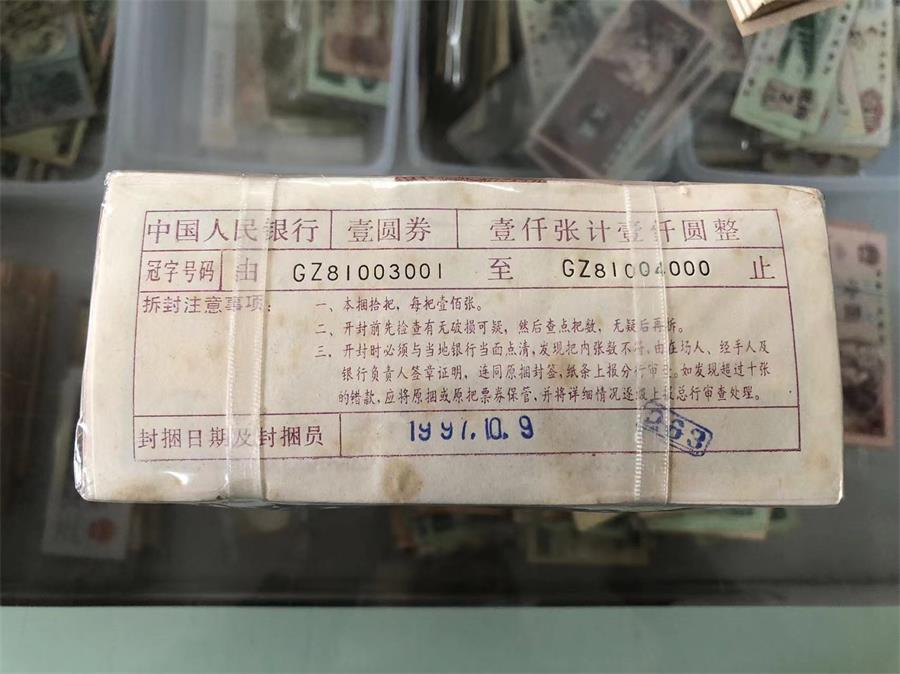 中国人民银行 壹圆券 壹仟张计壹仟圆整
冠字号码 由 GZ81003001 至 GZ81004000 止
拆封注意事项： 一、本捆拾把，每把壹佰张。
二、开封前先检查有无破损可疑，然后查点把数，无疑后再拆。
三、开封时必须与当地银行当面点清，发现把内张数不符，由在场人、经手人及
银行负责人签章证明，连同原捆封签，纸条上报分行审查。如发现超过十张
的错款，应将原捆或原把票券保管，并将详细情况逐级上报总行审查处理。
封捆日期及封捆员 1997.10.9 563